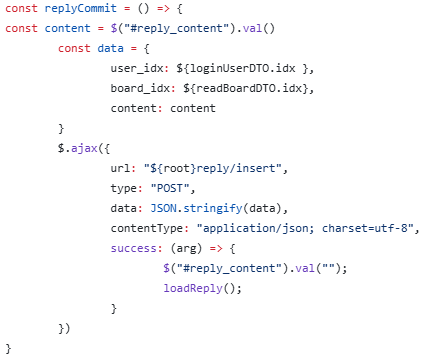 const replyCommit = () => {
const content = $("#reply_content").val()
        const data = {
                user_idx: ${loginUserDTO.idx },
                board_idx: ${readBoardDTO.idx},
                content: content
        }
        $.ajax({
                url: "${root}reply/insert",
                type: "POST",
                data: JSON.stringify(data),
                contentType: "application/json; charset=utf-8",
                success: (arg) => {
                        $("#reply_content").val("");
                        loadReply();
                }
        })
}